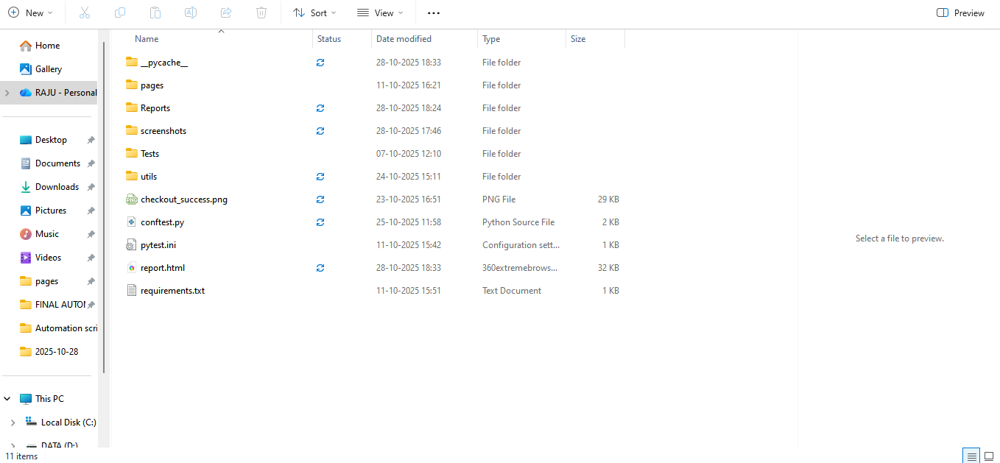 New Sort View Preview
Name Status Date modified Type Size
Home
Gallery
RAJU - Personal
Desktop
Documents
Downloads
Pictures
Music
Videos
pages
FINAL AUTOM
Automation scri
2025-10-28
This PC
Local Disk (C:)
DATA (D:)
__pycache__ 28-10-2025 18:33 File folder
pages 11-10-2025 16:21 File folder
Reports 28-10-2025 18:24 File folder
screenshots 28-10-2025 17:46 File folder
Tests 07-10-2025 12:10 File folder
utils 24-10-2025 15:11 File folder
PNG checkout_success.png 23-10-2025 16:51 PNG File 29 KB
conftest.py 25-10-2025 11:58 Python Source File 2 KB
pytest.ini 11-10-2025 15:42 Configuration sett... 1 KB
report.html 28-10-2025 18:33 360extremebrows... 32 KB
requirements.txt 11-10-2025 15:51 Text Document 1 KB
Select a file to preview.
11 items